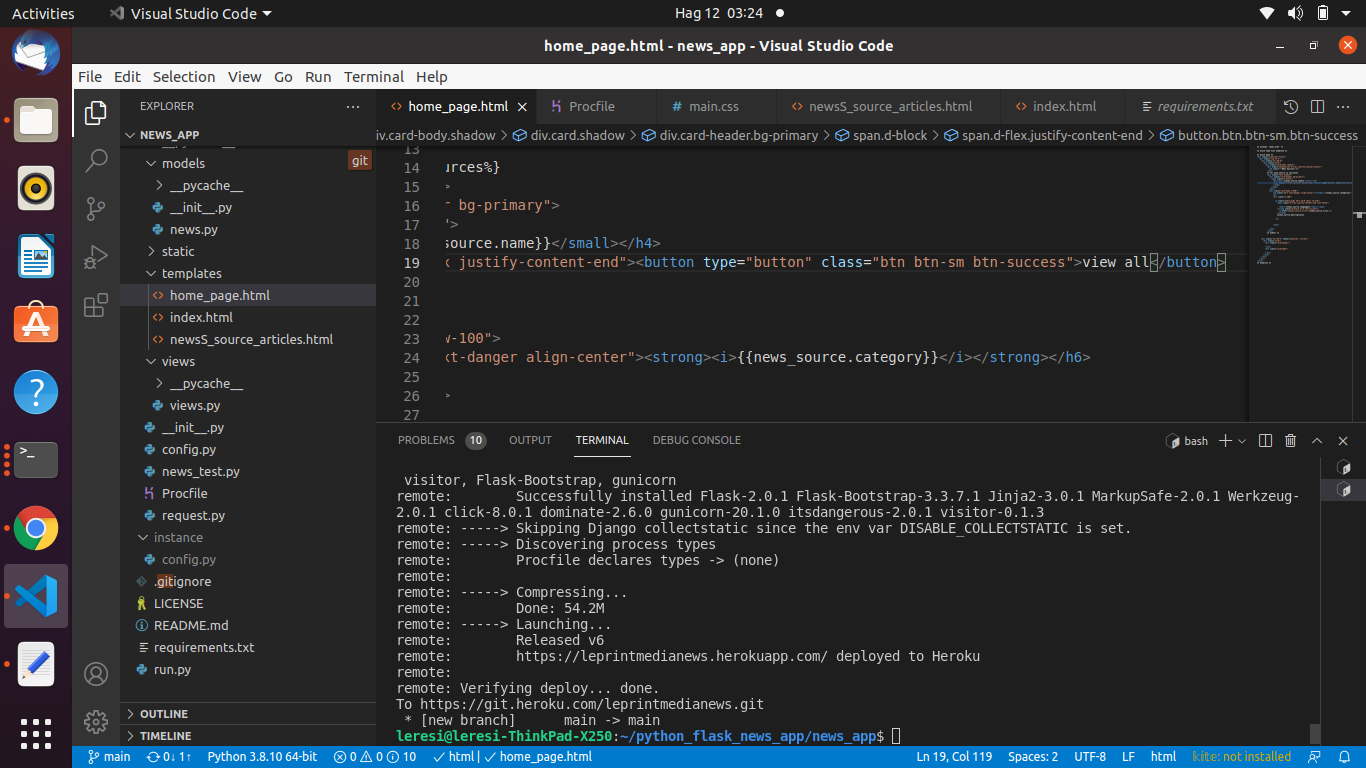 Activities
Visual Studio Code
Hag 12 03:24
home_page.html - news_app - Visual Studio Code
File Edit Selection View Go Run Terminal Help
EXPLORER
home_page.html
Procfile
main.css
newsS_source_articles.html
index.html
requirements.txt
iv.card-body.shadow > div.card.shadow > div.card-header.bg-primary > span.d-block > span.d-flex.justify-content-end > button.btn.btn-sm.btn-success
NEWS_APP
models
git
__pycache__
__init__.py
news.py
static
templates
home_page.html
index.html
newsS_source_articles.html
views
__pycache__
views.py
__init__.py
config.py
news_test.py
Procfile
request.py
instance
config.py
.gitignore
LICENSE
README.md
requirements.txt
run.py
OUTLINE
TIMELINE
13
14 urces%}
15 >
16 r bg-primary">
17 ">
18 source.name}}</small></h4>
19 x justify-content-end"><button type="button" class="btn btn-sm btn-success">view all</button>
20
21
22
23 w-100">
24 xt-danger align-center"><strong><i>{{news_source.category}}</i></strong></h6>
25
26 >
27
PROBLEMS 10 OUTPUT TERMINAL DEBUG CONSOLE
bash
visitor, Flask-Bootstrap, gunicorn
remote: Successfully installed Flask-2.0.1 Flask-Bootstrap-3.3.7.1 Jinja2-3.0.1 MarkupSafe-2.0.1 Werkzeug-
2.0.1 click-8.0.1 dominate-2.6.0 gunicorn-20.1.0 itsdangerous-2.0.1 visitor-0.1.3
remote: -----> Skipping Django collectstatic since the env var DISABLE_COLLECTSTATIC is set.
remote: -----> Discovering process types
remote: Procfile declares types -> (none)
remote:
remote: -----> Compressing...
remote: Done: 54.2M
remote: -----> Launching...
remote: Released v6
remote: https://leprintmedianews.herokuapp.com/ deployed to Heroku
remote:
remote: Verifying deploy... done.
To https://git.heroku.com/leprintmedianews.git
* [new branch] main -> main
leresi@leresi-ThinkPad-X250:~/python_flask_news_app/news_app$
main 0↓ 1↑ Python 3.8.10 64-bit 0 0 10 ✓ html | ✓ home_page.html
Ln 19, Col 119 Spaces: 2 UTF-8 LF html kite: not installed